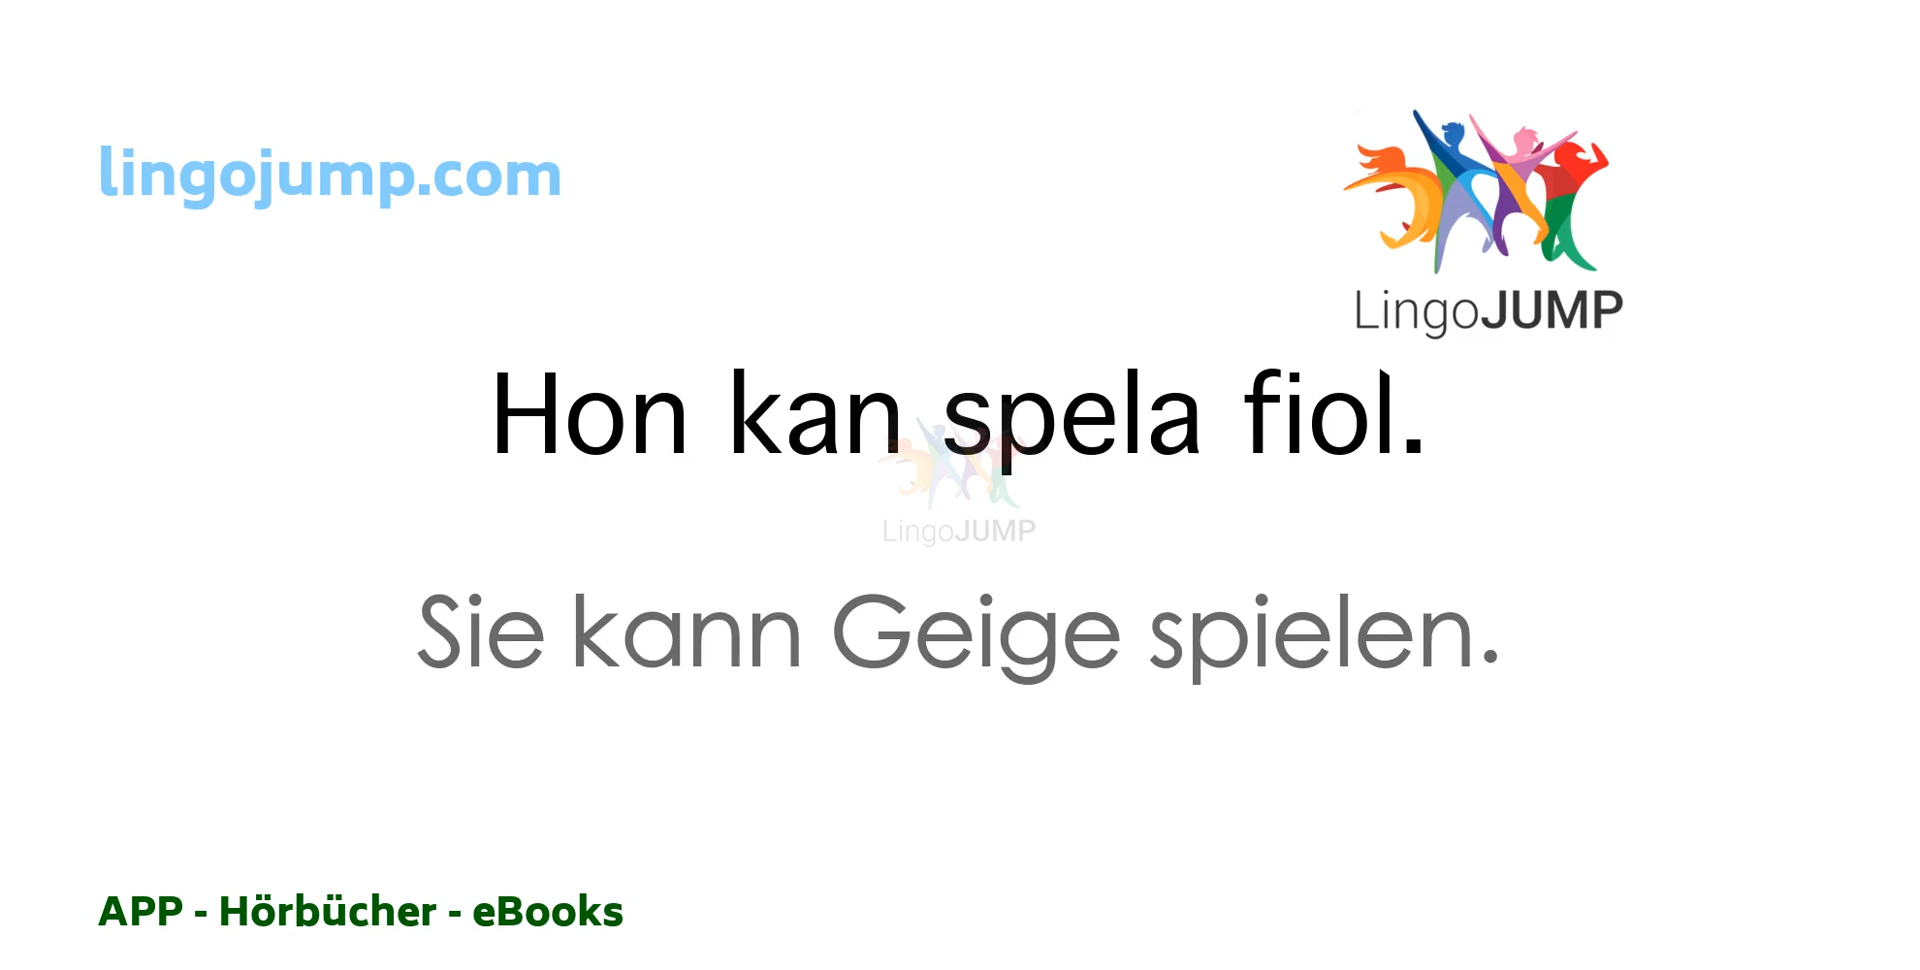 lingojump.com
LingoJUMP
Hon kan spela fiol.
LingoJUMP
Sie kann Geige spielen.
APP - Hörbücher - eBooks